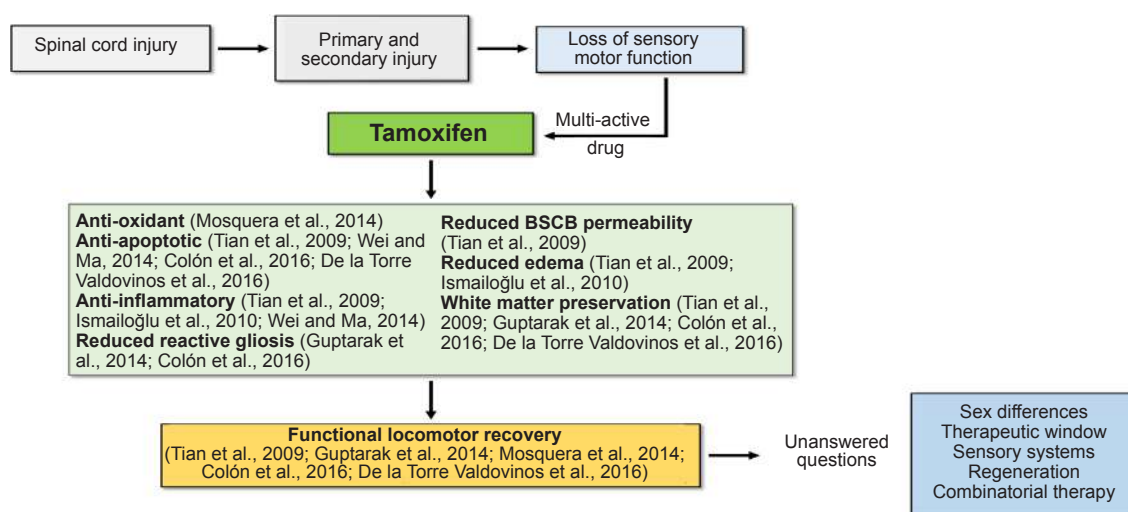 Spinal cord injury
Primary and
secondary injury
Loss of sensory
motor function
Tamoxifen
Multi-active
drug
Anti-oxidant (Mosquera et al., 2014)
Anti-apoptotic (Tian et al., 2009; Wei and
Ma, 2014; Colón et al., 2016; De la Torre
Valdovinos et al., 2016)
Anti-inflammatory (Tian et al., 2009;
Ismailoğlu et al., 2010; Wei and Ma, 2014)
Reduced reactive gliosis (Guptarak et
al., 2014; Colón et al., 2016)
Reduced BSCB permeability
(Tian et al., 2009)
Reduced edema (Tian et al., 2009;
Ismailoğlu et al., 2010)
White matter preservation (Tian et al.,
2009; Guptarak et al., 2014; Colón et al.,
2016; De la Torre Valdovinos et al., 2016)
Functional locomotor recovery
(Tian et al., 2009; Guptarak et al., 2014; Mosquera et al., 2014;
Colón et al., 2016; De la Torre Valdovinos et al., 2016)
Unanswered
questions
Sex differences
Therapeutic window
Sensory systems
Regeneration
Combinatorial therapy